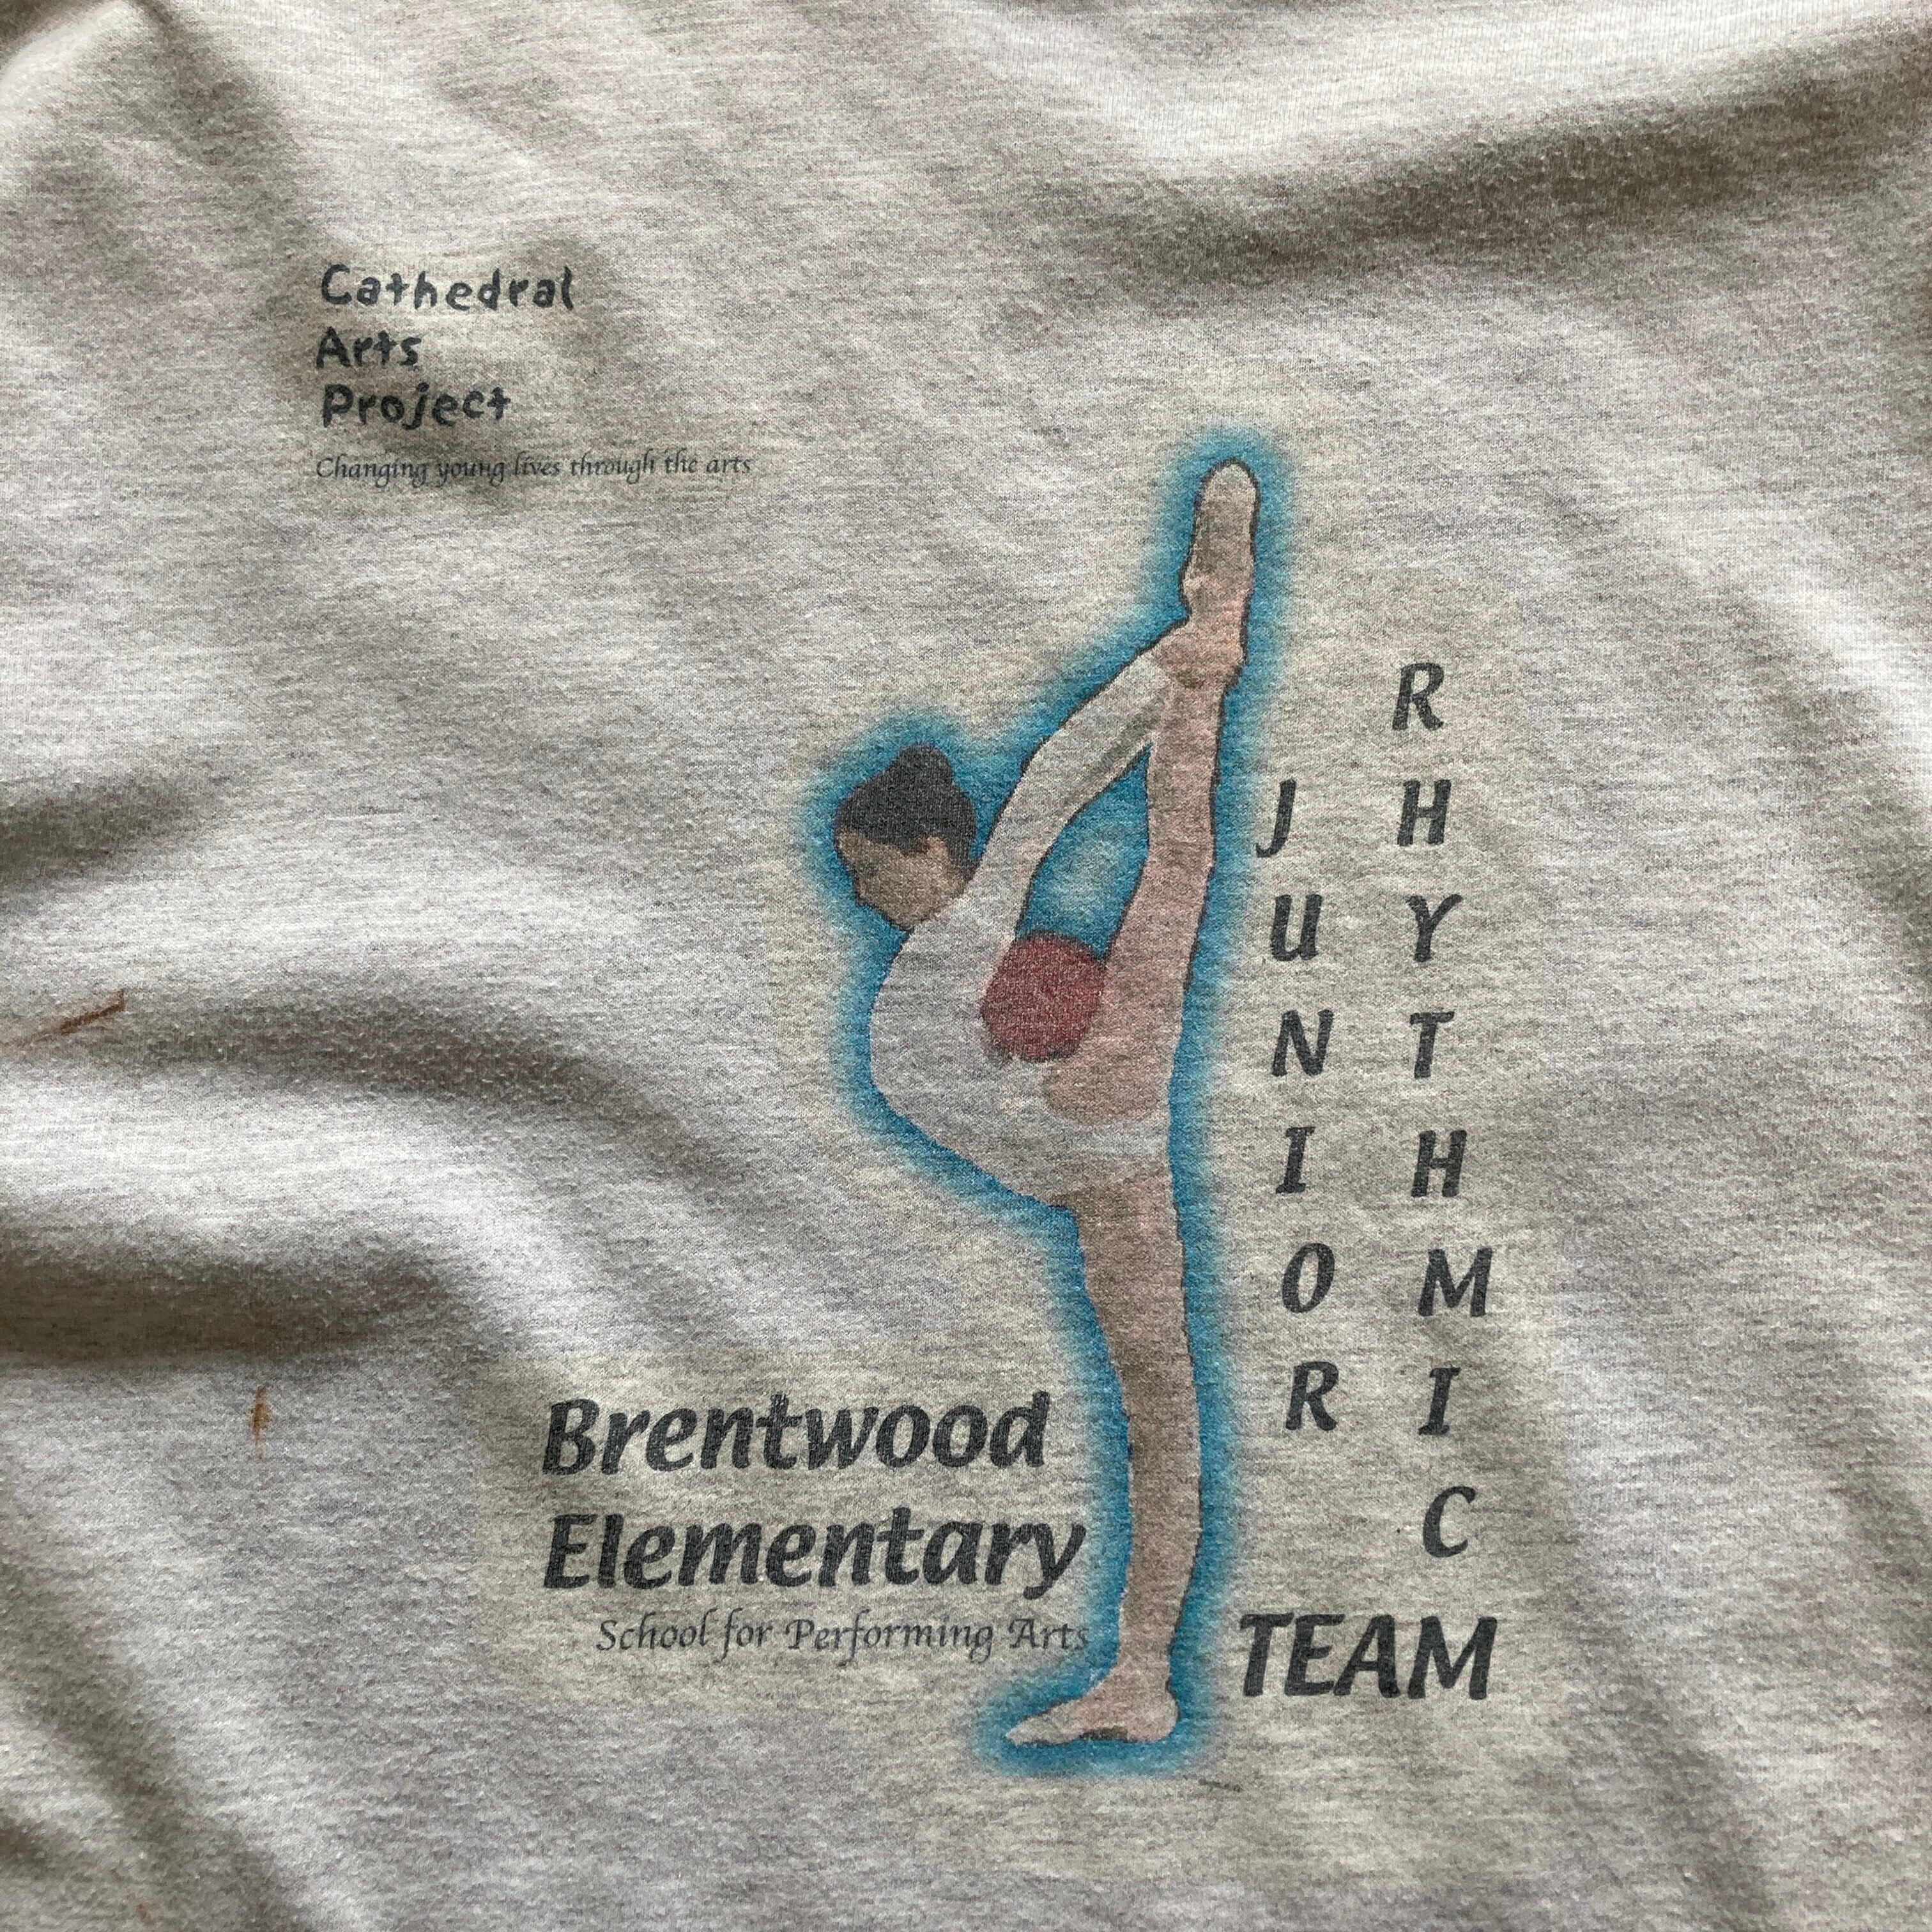 Cathedral
Arts
Project
Changing young lives through the arts
JUNIOR
RHYTHMIC
TEAM
Brentwood
Elementary
School for Performing Arts